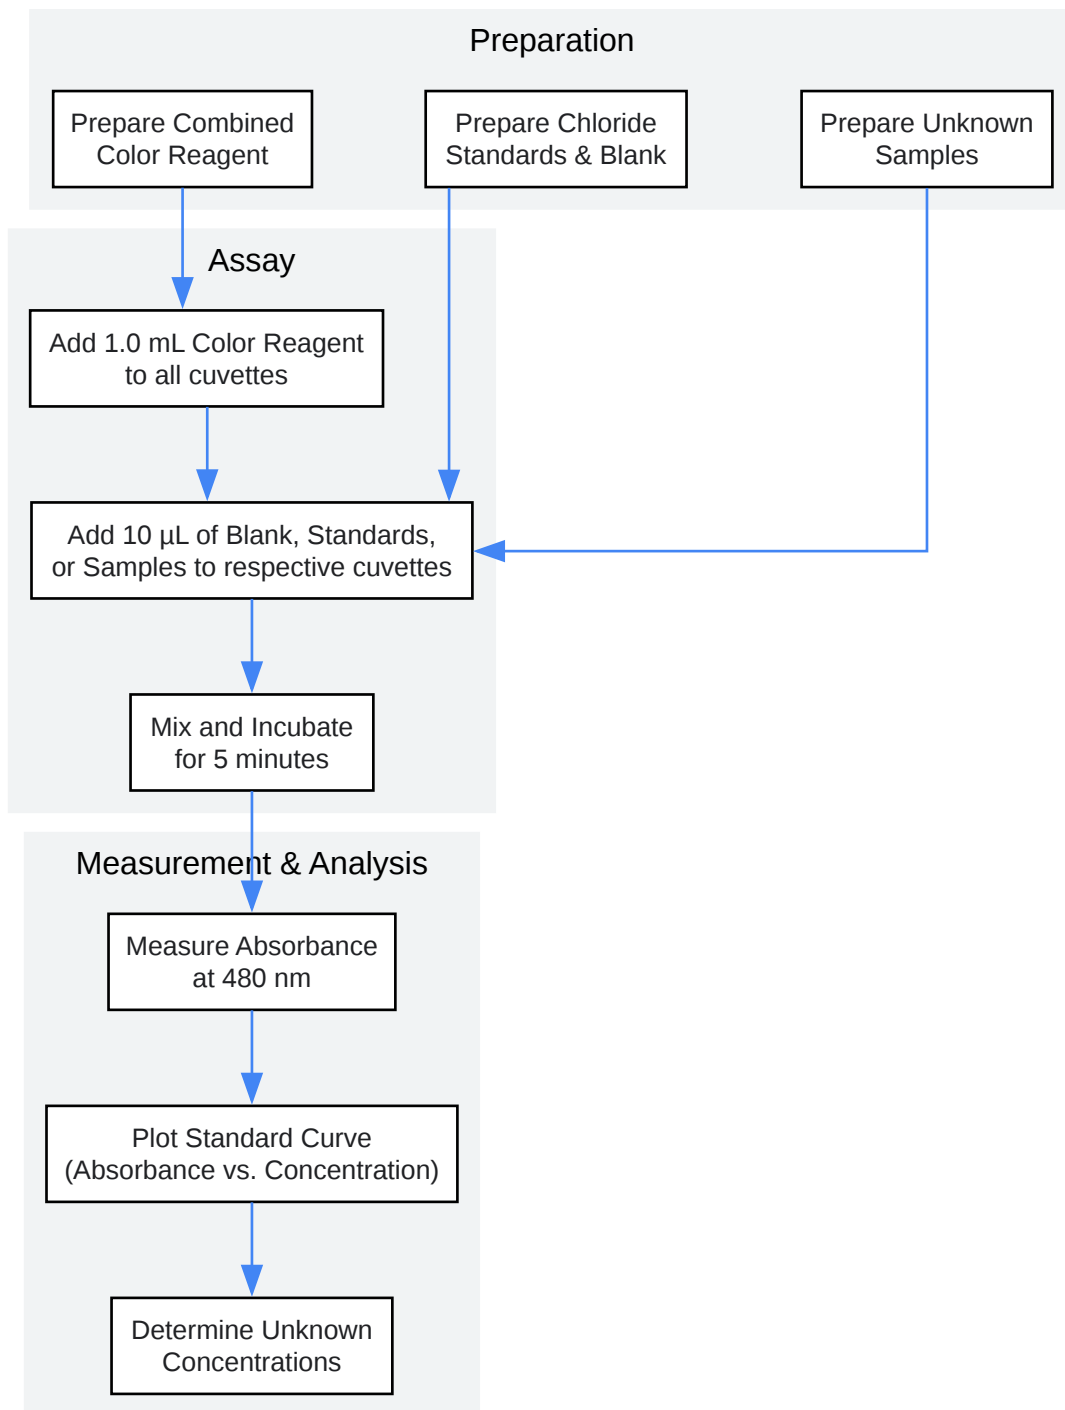 Preparation
Prepare Combined
Color Reagent
Prepare Chloride
Standards & Blank
Prepare Unknown
Samples
Assay
Add 1.0 mL Color Reagent
to all cuvettes
Add 10 µL of Blank, Standards,
or Samples to respective cuvettes
Mix and Incubate
for 5 minutes
Measurement & Analysis
Measure Absorbance
at 480 nm
Plot Standard Curve
(Absorbance vs. Concentration)
Determine Unknown
Concentrations